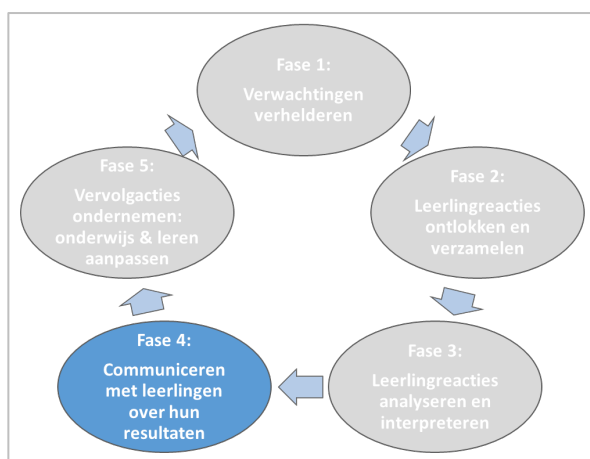 Fase 1:
Verwachtingen
verhelderen
Fase 2:
Leerlingreacties
ontlokken en
verzamelen
Fase 3:
Leerlingreacties
analyseren en
interpreteren
Fase 4:
Communiceren
met leerlingen
over hun
resultaten
Fase 5:
Vervolgacties
ondernemen:
onderwijs & leren
aanpassen